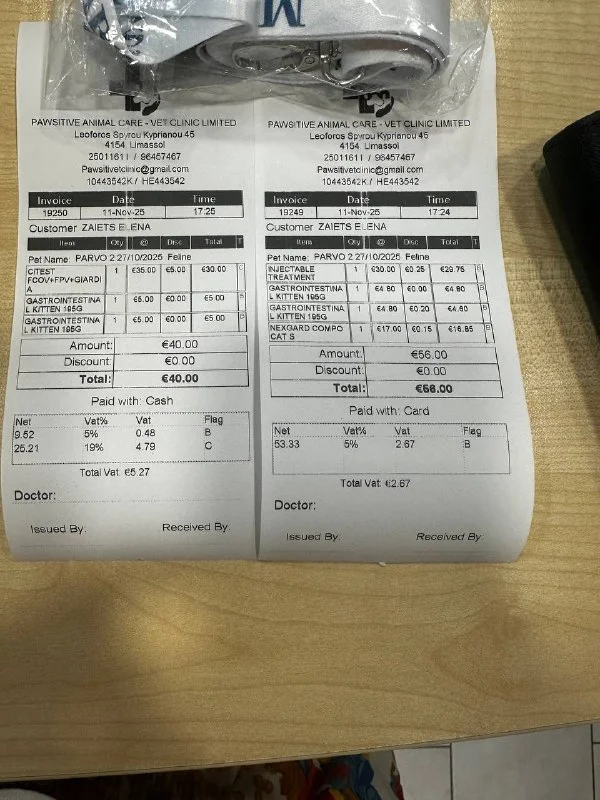 M
PAWSITIVE ANIMAL CARE - VET CLINIC LIMITED
Leoforos Spyrou Kyprianou 45
4154 Limassol
25011611 / 96457467
Pawsitivetclinic@gmail.com
10443542K / HE443542
Invoice Date Time
19250 11-Nov-25 17:25
Customer ZAIETS ELENA
Item Qty @ Disc Total T
Pet Name: PARVO 2 27/10/2025 Feline
CITEST 1 €35.00 €5.00 €30.00 C
FCOV+FPV+GIARDI
A
GASTROINTESTINA 1 €5.00 €0.00 €5.00 B
L KITTEN 195G
GASTROINTESTINA 1 €5.00 €0.00 €5.00 B
L KITTEN 195G
Amount: €40.00
Discount: €0.00
Total: €40.00
Paid with: Cash
Net Vat% Vat Flag
9.52 5% 0.48 B
25.21 19% 4.79 C
Total Vat: €5.27
Doctor:
Issued By: Received By:
PAWSITIVE ANIMAL CARE - VET CLINIC LIMITED
Leoforos Spyrou Kyprianou 45
4154 Limassol
25011611 / 96457467
Pawsitivetclinic@gmail.com
10443542K / HE443542
Invoice Date Time
19249 11-Nov-25 17:24
Customer ZAIETS ELENA
Item Qty @ Disc Total T
Pet Name: PARVO 2 27/10/2025 Feline
INJECTABLE 1 €30.00 €0.25 €29.75 B
TREATMENT
GASTROINTESTINA 1 €4.80 €0.00 €4.80 B
L KITTEN 195G
GASTROINTESTINA 1 €4.80 €0.20 €4.60 B
L KITTEN 195G
NEXGARD COMPO 1 €17.00 €0.15 €16.85 B
CAT S
Amount: €56.00
Discount: €0.00
Total: €56.00
Paid with: Card
Net Vat% Vat Flag
53.33 5% 2.67 B
Total Vat: €2.67
Doctor:
Issued By: Received By: